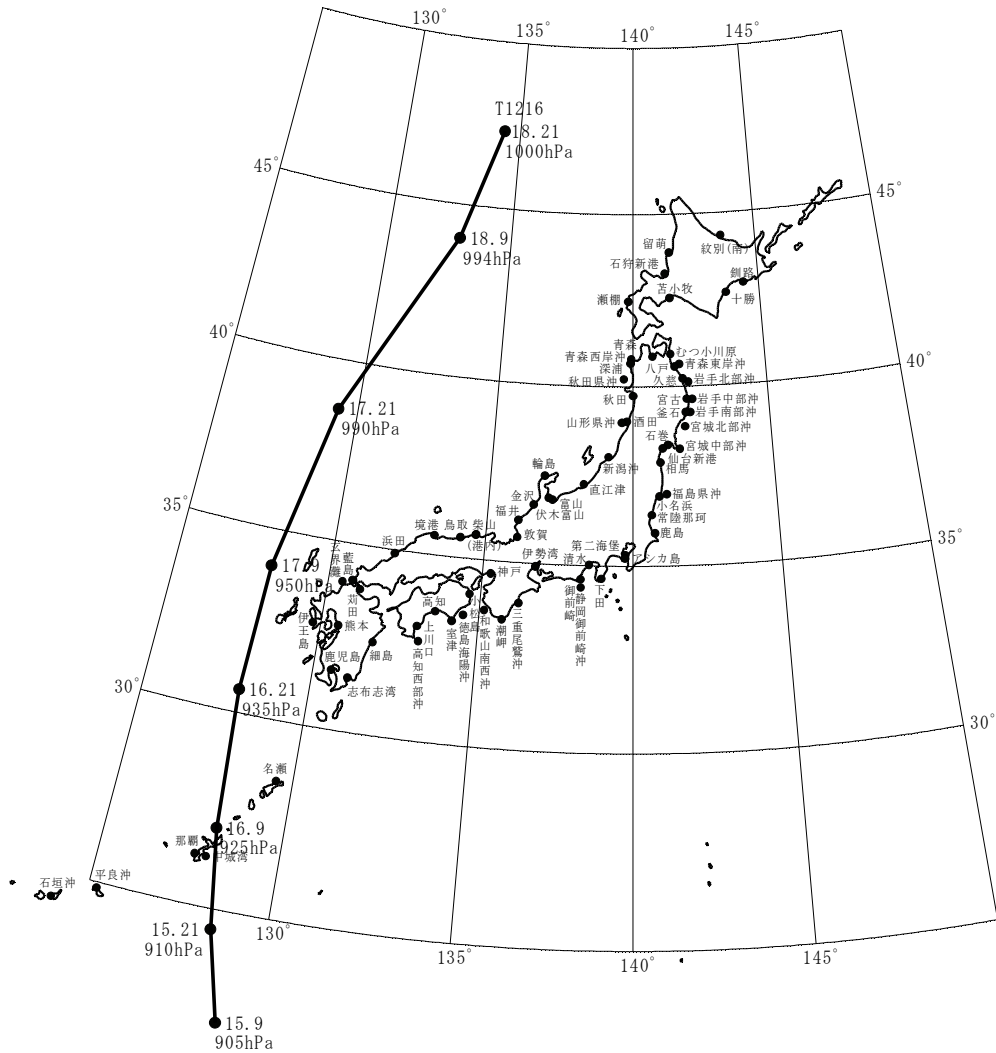 130°
135°
140°
145°
T1216
18.21
1000hPa
45°
45°
18.9
994hPa
留萌
紋別(南)
石狩新港
釧路
瀬棚
苫小牧
十勝
40°
40°
青森
むつ小川原
青森西岸沖
八戸
青森東岸沖
深浦
久慈
岩手北部沖
秋田県沖
17.21
990hPa
秋田
宮古
岩手中部沖
釜石
岩手南部沖
山形県沖
酒田
宮城北部沖
石巻
宮城中部沖
仙台新港
相馬
輪島
新潟沖
直江津
金沢
富山
伏木富山
福島県沖
小名浜
常陸那珂
福井
35°
35°
境港
鳥取
柴山
(港内)
敦賀
鹿島
浜田
伊勢湾
第二海堡
アシカ島
清水
玄界灘
藍島
17.9
950hPa
神戸
下田
御前崎
静岡御前崎沖
苅田
高知
小松島
和歌山南西沖
三重尾鷲沖
潮岬
伊王島
熊本
上川口
室津
徳島海陽沖
鹿児島
細島
高知西部沖
志布志湾
30°
30°
16.21
935hPa
名瀬
16.9
925hPa
那覇
中城湾
石垣沖
平良沖
15.21
910hPa
130°
135°
140°
145°
15.9
905hPa